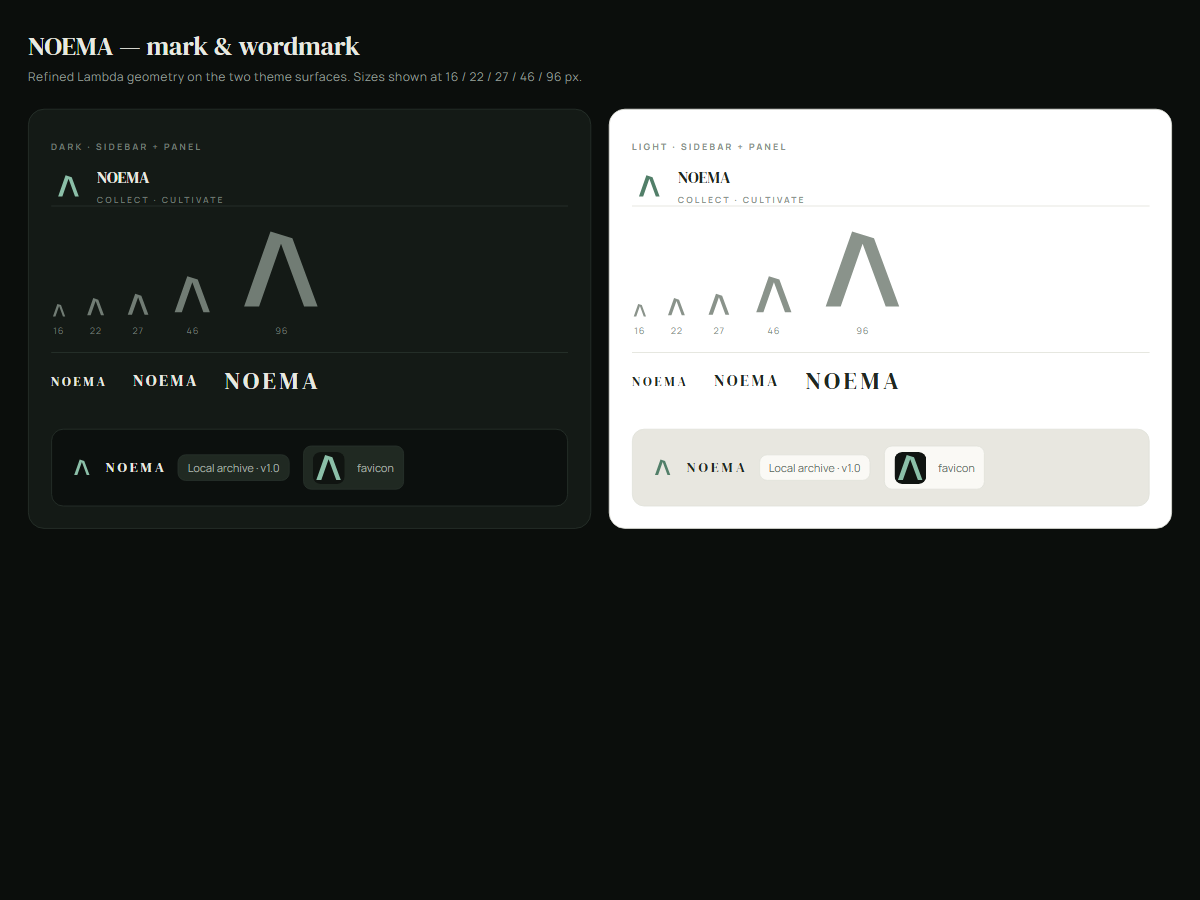 NOEMA — mark & wordmark
Refined Lambda geometry on the two theme surfaces. Sizes shown at 16 / 22 / 27 / 46 / 96 px.
DARK · SIDEBAR + PANEL
NOEMA
COLLECT · CULTIVATE
16 22 27 46 96
NOEMA NOEMA NOEMA
NOEMA Local archive · v1.0 favicon
LIGHT · SIDEBAR + PANEL
NOEMA
COLLECT · CULTIVATE
16 22 27 46 96
NOEMA NOEMA NOEMA
NOEMA Local archive · v1.0 favicon